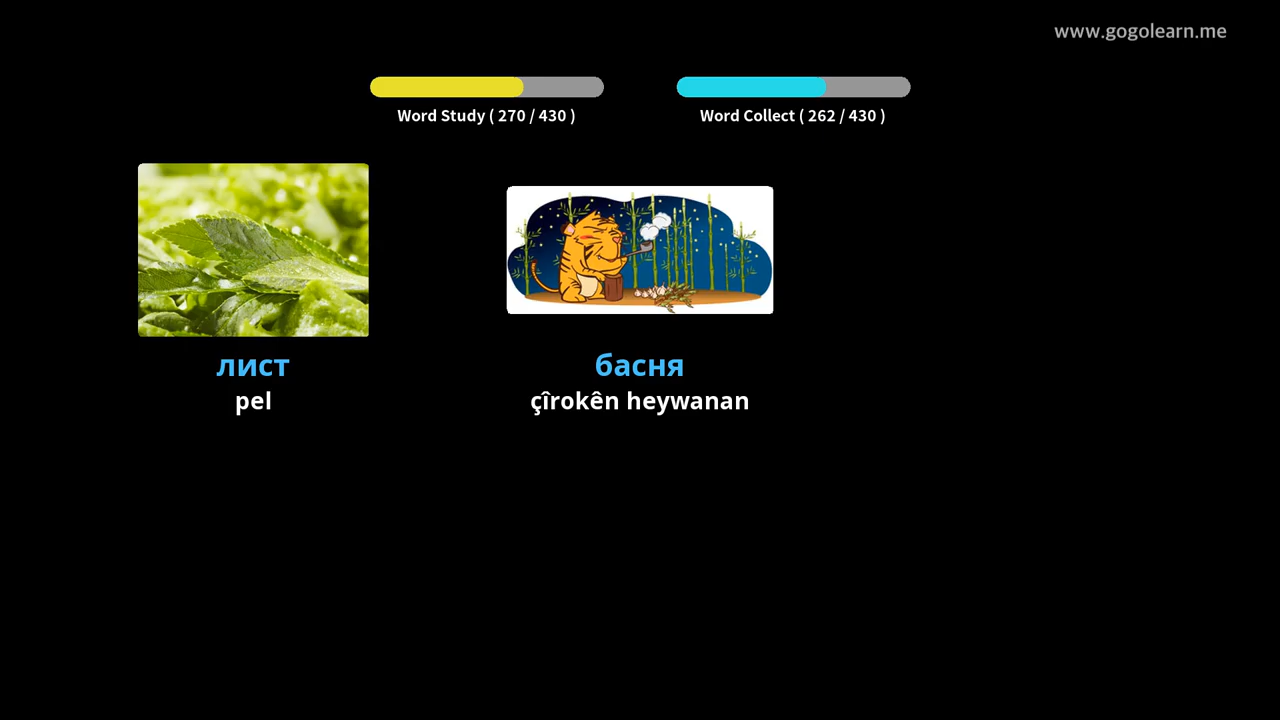 www.gogolearn.me
Word Study ( 270 / 430 )
Word Collect ( 262 / 430 )
лист
pel
басня
çîrokên heywanan